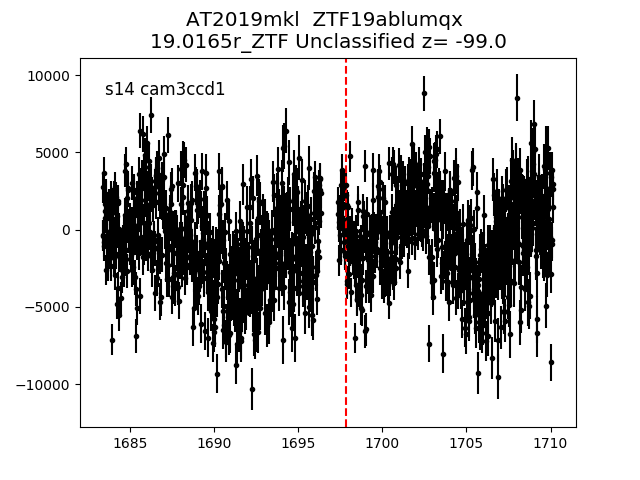 AT2019mkl  ZTF19ablumqx
19.0165r_ZTF Unclassified z= -99.0
s14 cam3ccd1
10000
5000
0
−5000
−10000
1685 1690 1695 1700 1705 1710